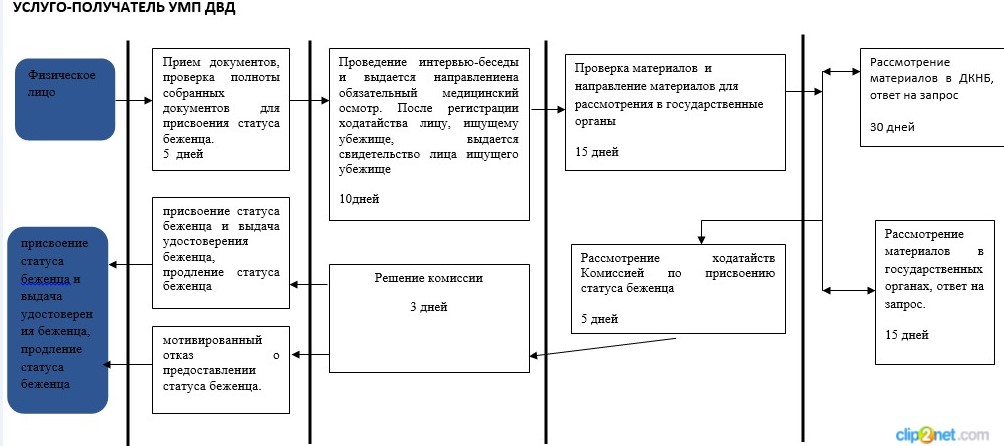 УСЛУГО-ПОЛУЧАТЕЛЬ УМП ДВД
Физическое
лицо
Прием документов,
проверка полноты
собранных
документов для
присвоения статуса
беженца.
5 дней
Проведение интервью-беседы
и выдается направлениена
обязательный медицинский
осмотр. После регистрации
ходатайства лицу, ищущему
убежище, выдается
свидетельство лица ищущего
убежище
10дней
Проверка материалов и
направление материалов для
рассмотрения в государственные
органы
15 дней
Рассмотрение
материалов в ДКНБ,
ответ на запрос
30 дней
присвоение
статуса
беженца и
выдача
удостоверен
ия беженца,
продление
статуса
беженца
присвоение статуса
беженца и выдача
удостоверения
беженца,
продление статуса
беженца
мотивированный
отказ о
предоставлении
статуса беженца.
Решение комиссии
3 дней
Рассмотрение ходатайств
Комиссией по присвоению
статуса беженца
5 дней
Рассмотрение
материалов в
государственных
органах, ответ на
запрос.
15 дней
clip2net.com